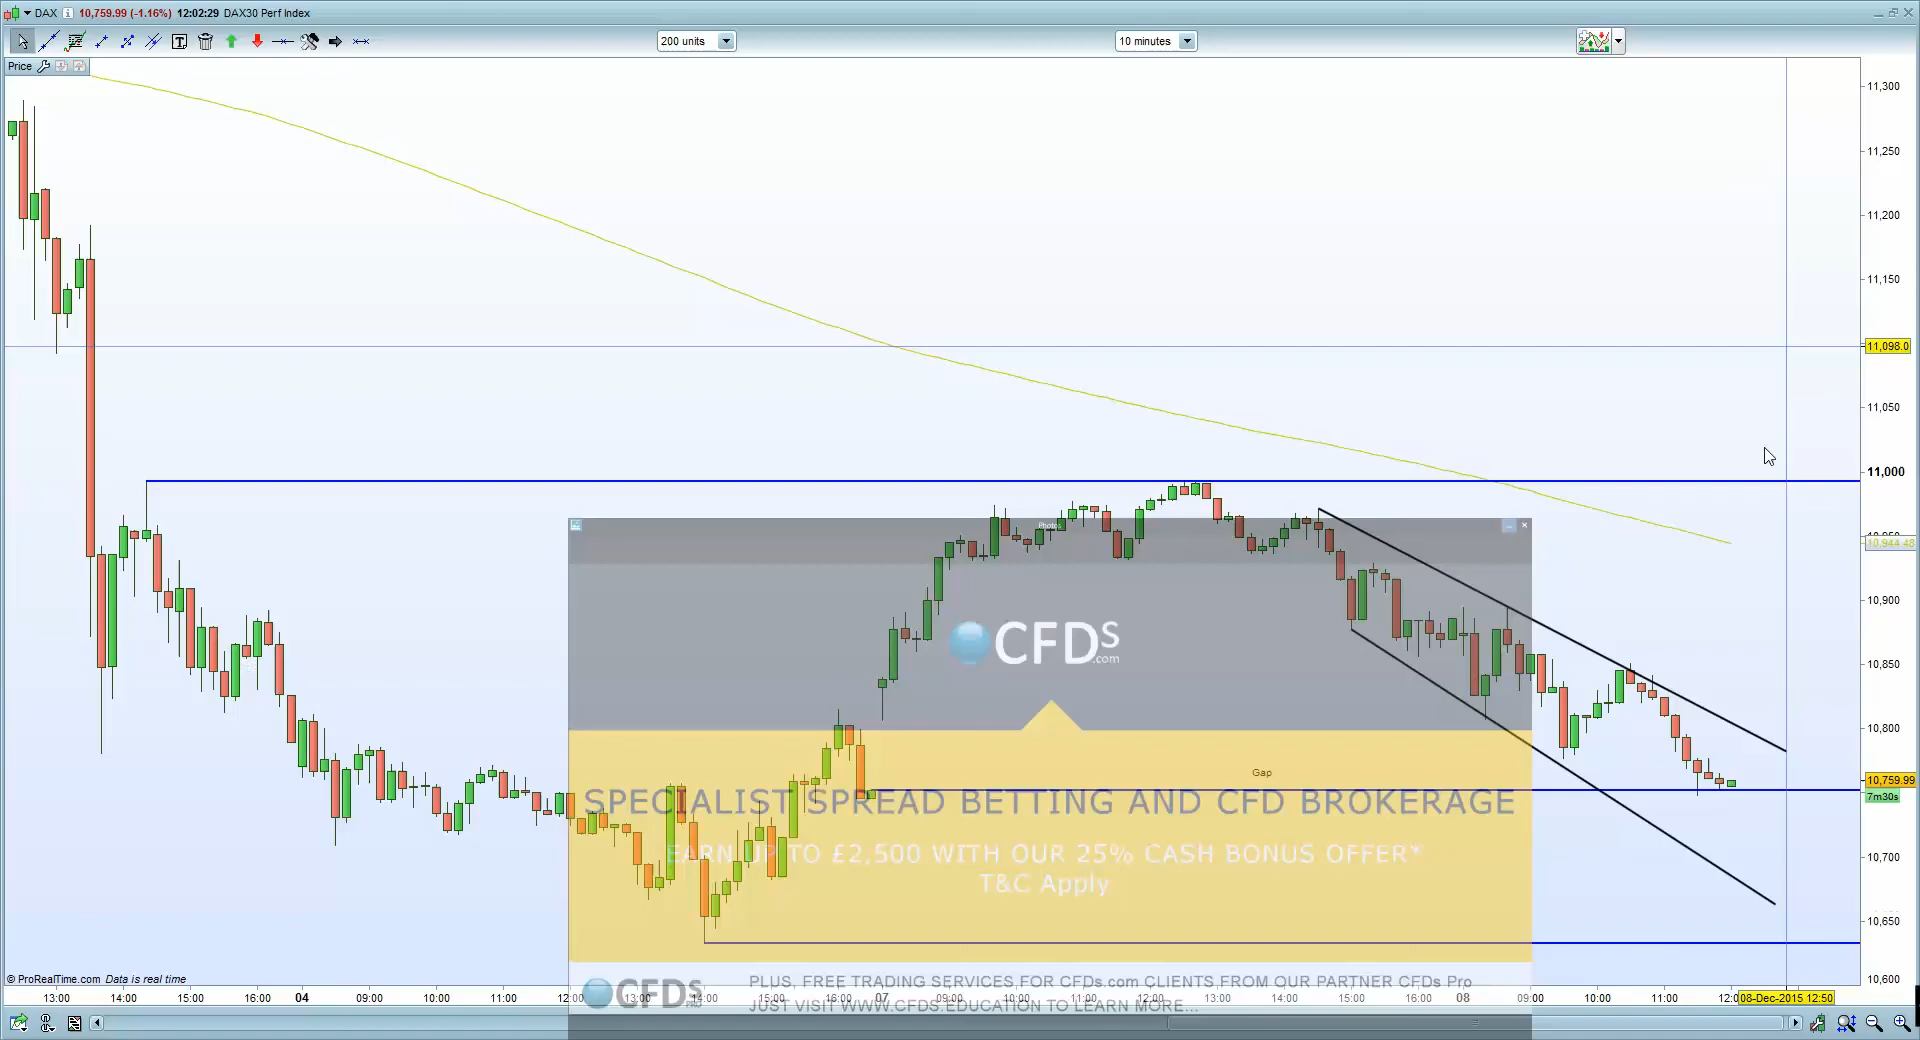 DAX 10,759.99 (-1.16%) 12:02:29 DAX30 Perf Index
200 units
10 minutes
Price
11,300
11,250
11,200
11,150
11,098.0
11,050
11,000
10,944.48
10,900
10,850
10,800
10,759.99
7m30s
10,700
10,650
10,600
Photos
CFDs
.com
Gap
SPECIALIST SPREAD BETTING AND CFD BROKERAGE
EARN UP TO £2,500 WITH OUR 25% CASH BONUS OFFER*
T&C Apply
CFDs
PRO
PLUS, FREE TRADING SERVICES FOR CFDs.com CLIENTS FROM OUR PARTNER CFDs Pro
JUST VISIT WWW.CFDS.EDUCATION TO LEARN MORE...
© ProRealTime.com Data is real time
13:00 14:00 15:00 16:00 04 09:00 10:00 11:00 12:00 13:00 14:00 15:00 16:00 07 09:00 10:00 11:00 12:00 13:00 14:00 15:00 16:00 08 09:00 10:00 11:00 08-Dec-2015 12:50